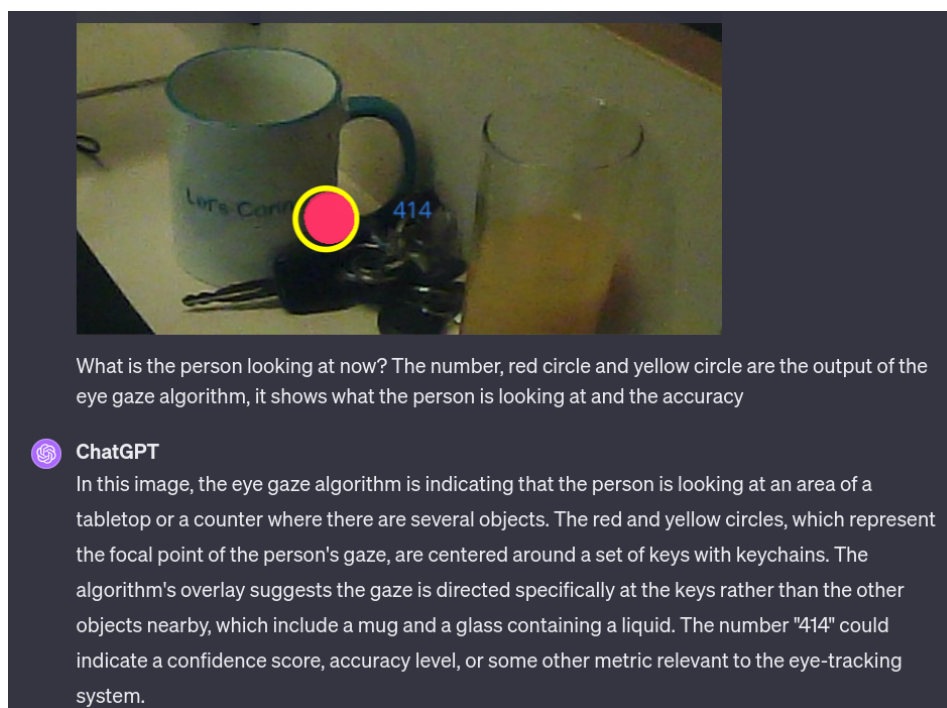 Let's Conn
414
What is the person looking at now? The number, red circle and yellow circle are the output of the
eye gaze algorithm, it shows what the person is looking at and the accuracy
ChatGPT
In this image, the eye gaze algorithm is indicating that the person is looking at an area of a
tabletop or a counter where there are several objects. The red and yellow circles, which represent
the focal point of the person's gaze, are centered around a set of keys with keychains. The
algorithm's overlay suggests the gaze is directed specifically at the keys rather than the other
objects nearby, which include a mug and a glass containing a liquid. The number "414" could
indicate a confidence score, accuracy level, or some other metric relevant to the eye-tracking
system.